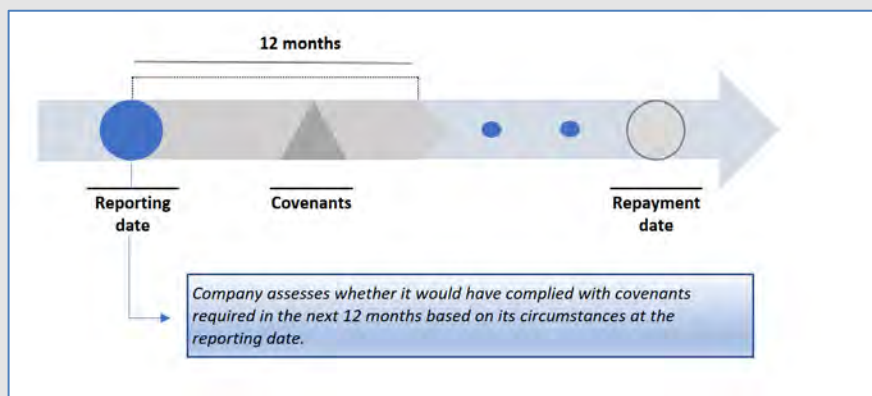 12 months
Reporting
date
Covenants
Repayment
date
Company assesses whether it would have complied with covenants
required in the next 12 months based on its circumstances at the
reporting date.